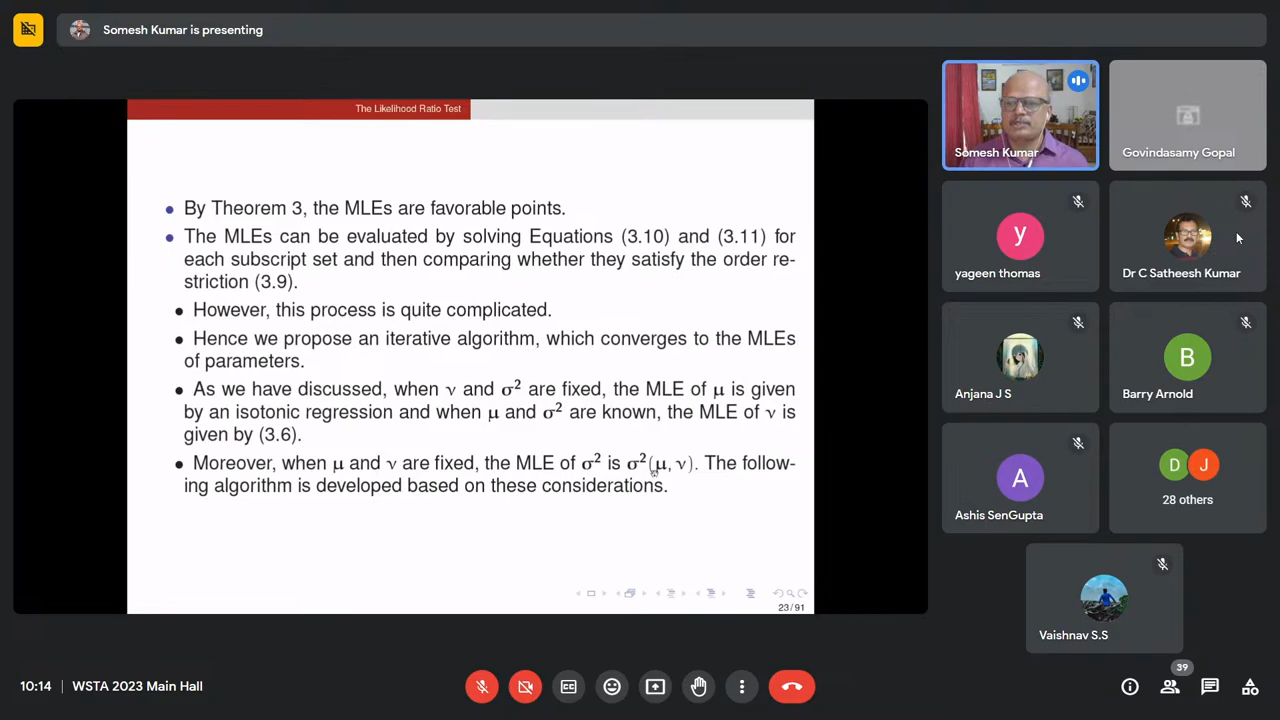 Somesh Kumar is presenting
The Likelihood Ratio Test
• By Theorem 3, the MLEs are favorable points.
• The MLEs can be evaluated by solving Equations (3.10) and (3.11) for
each subscript set and then comparing whether they satisfy the order re-
striction (3.9).
• However, this process is quite complicated.
• Hence we propose an iterative algorithm, which converges to the MLEs
of parameters.
• As we have discussed, when ν and σ² are fixed, the MLE of μ is given
by an isotonic regression and when μ and σ² are known, the MLE of ν is
given by (3.6).
• Moreover, when μ and ν are fixed, the MLE of σ² is σ²(μ, ν). The follow-
ing algorithm is developed based on these considerations.
23/91
Somesh Kumar
Govindasamy Gopal
yageen thomas
Dr C Satheesh Kumar
Anjana J S
B
Barry Arnold
y
A
Ashis SenGupta
D
J
28 others
Vaishnav S.S
10:14 | WSTA 2023 Main Hall
CC
39